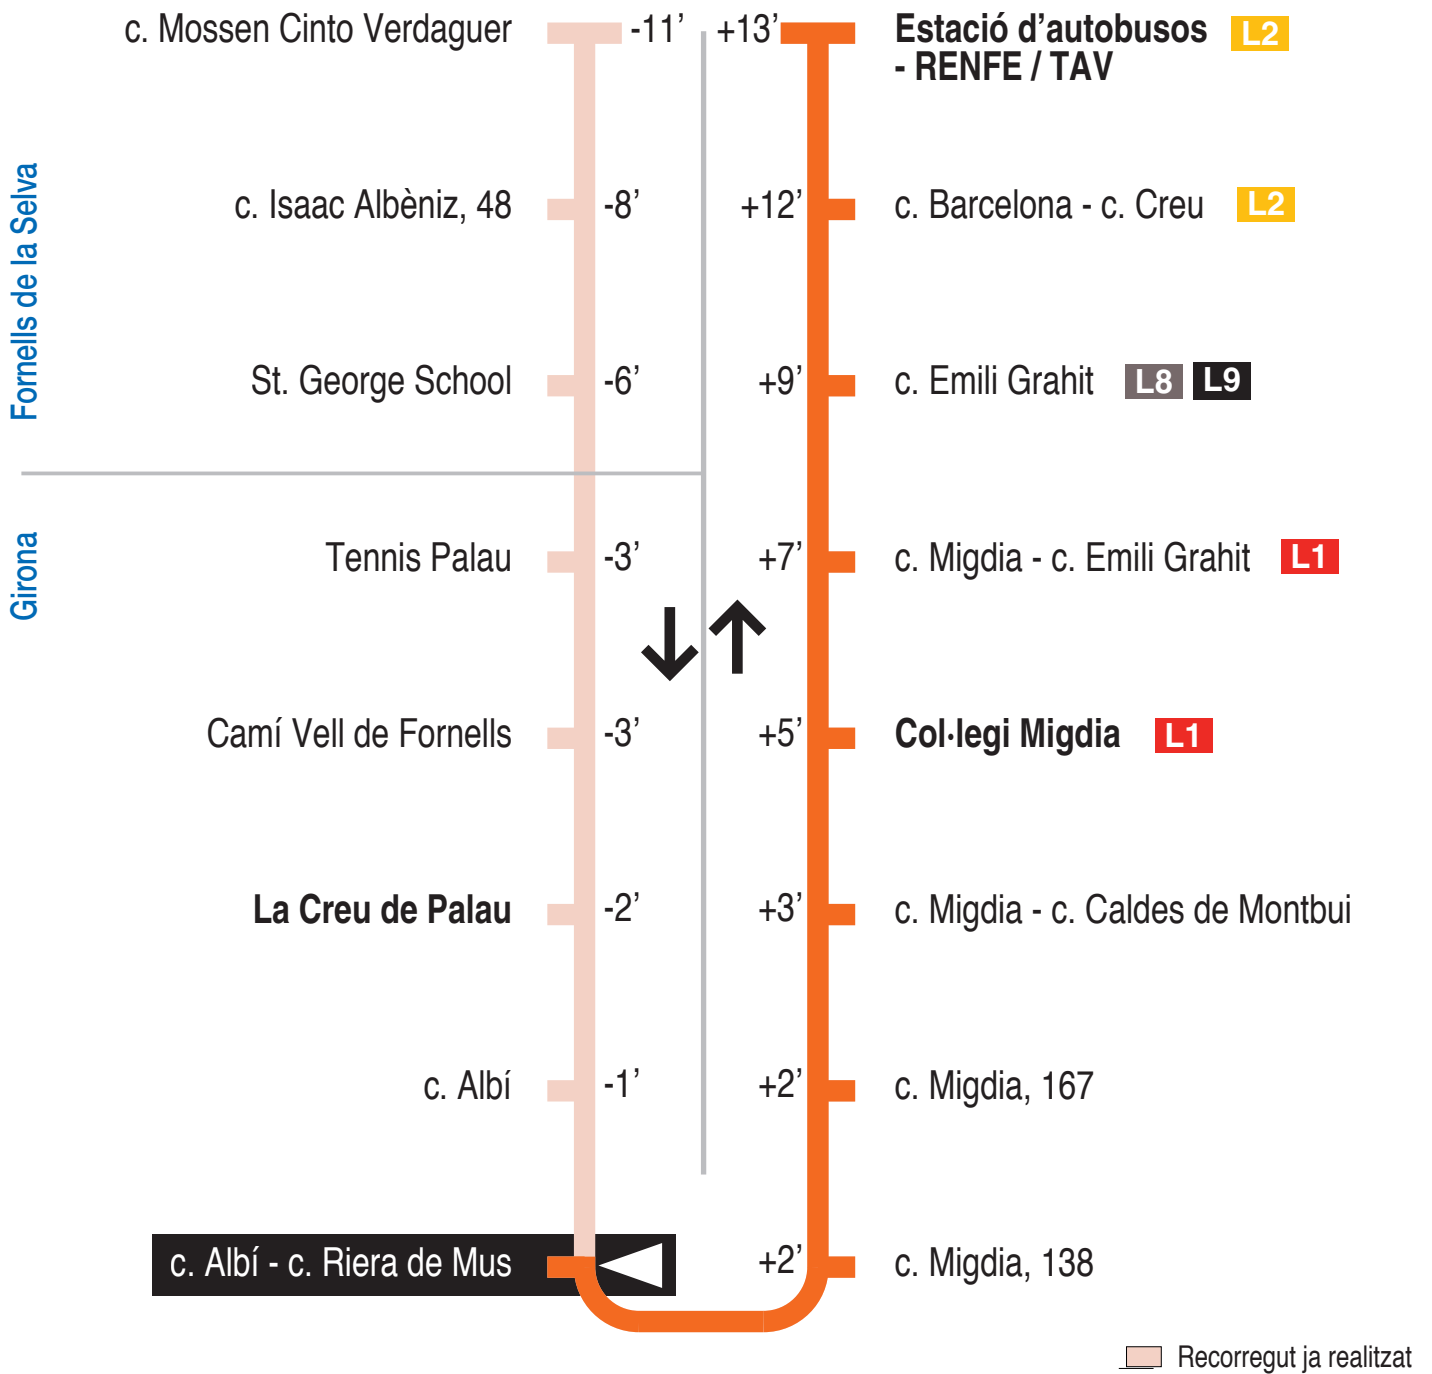 c. Mossen Cinto Verdaguer -11’
c. Isaac Albèniz, 48 -8’
St. George School -6’
Tennis Palau -3’
Camí Vell de Fornells -3’
La Creu de Palau -2’
c. Albí -1’
c. Albí - c. Riera de Mus
Fornells de la Selva
Girona
+13’ Estació d’autobusos L2
- RENFE / TAV
+12’ c. Barcelona - c. Creu L2
+9’ c. Emili Grahit L8 L9
+7’ c. Migdia - c. Emili Grahit L1
+5’ Col·legi Migdia L1
+3’ c. Migdia - c. Caldes de Montbui
+2’ c. Migdia, 167
+2’ c. Migdia, 138
Recorregut ja realitzat